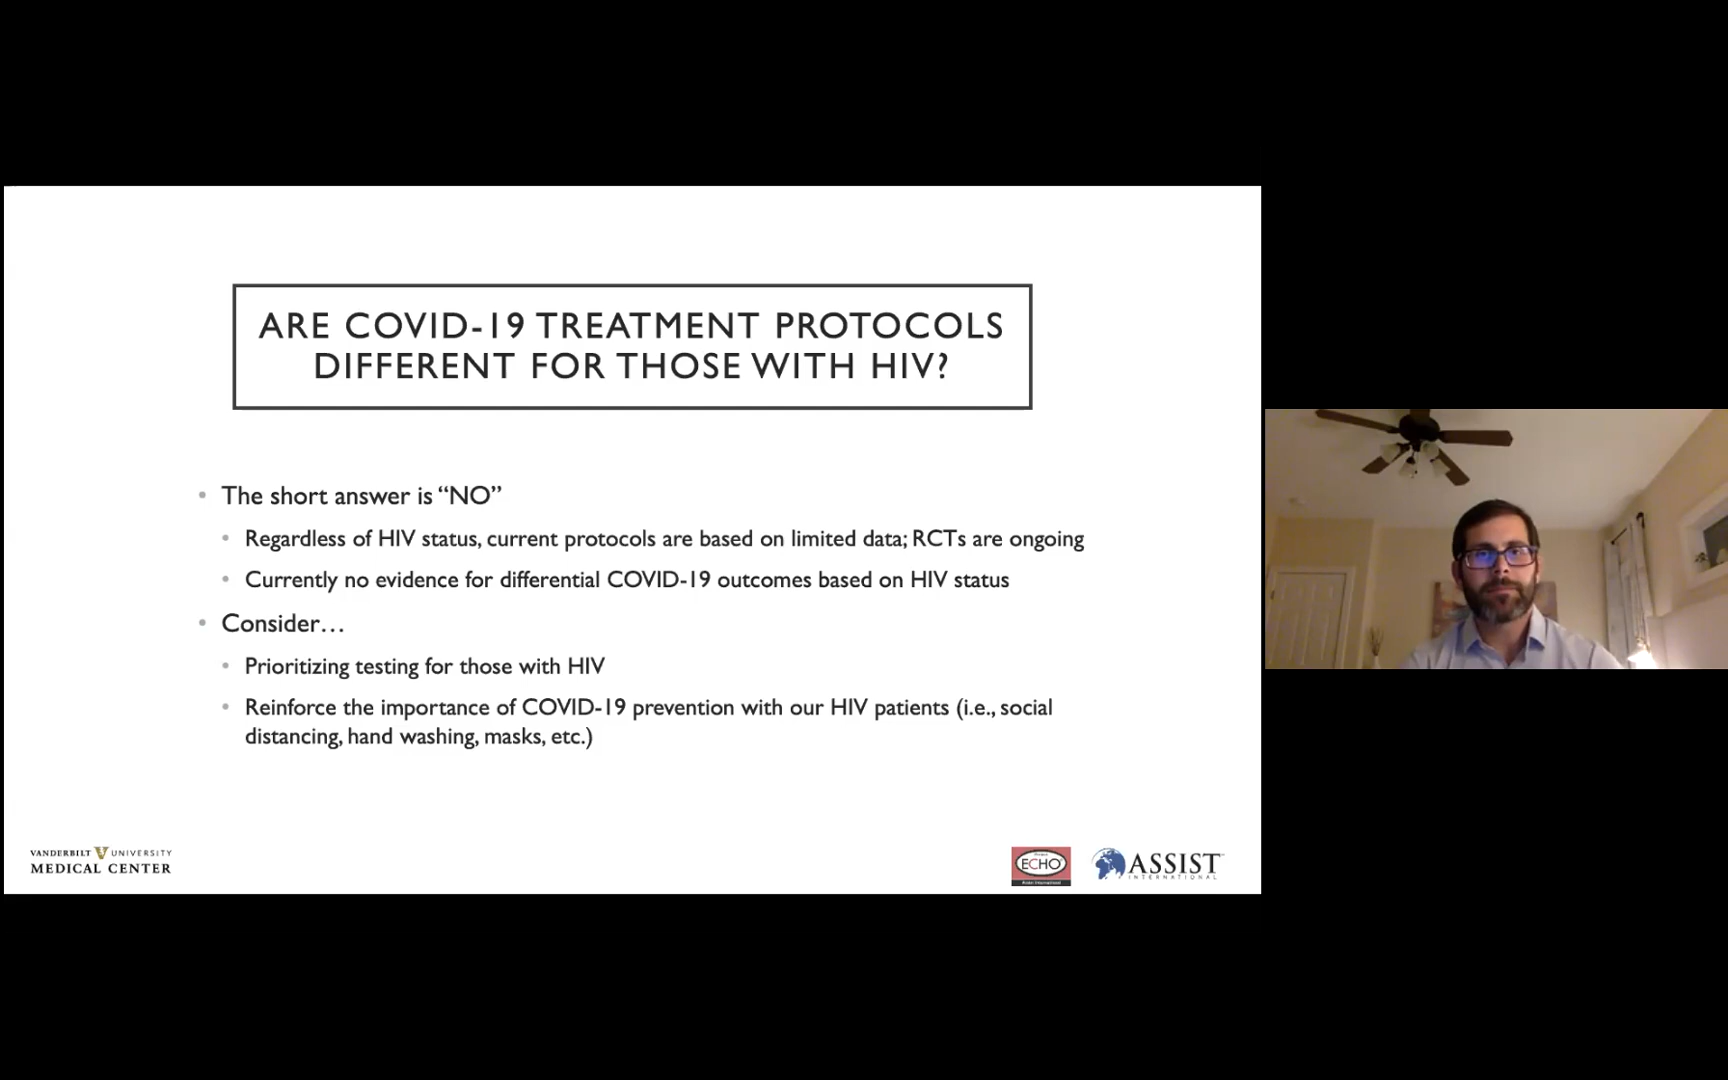 ARE COVID-19 TREATMENT PROTOCOLS
DIFFERENT FOR THOSE WITH HIV?
• The short answer is “NO”
• Regardless of HIV status, current protocols are based on limited data; RCTs are ongoing
• Currently no evidence for differential COVID-19 outcomes based on HIV status
• Consider…
• Prioritizing testing for those with HIV
• Reinforce the importance of COVID-19 prevention with our HIV patients (i.e., social
distancing, hand washing, masks, etc.)
VANDERBILT V UNIVERSITY
MEDICAL CENTER
ECHO
ASSIST
INTERNATIONAL